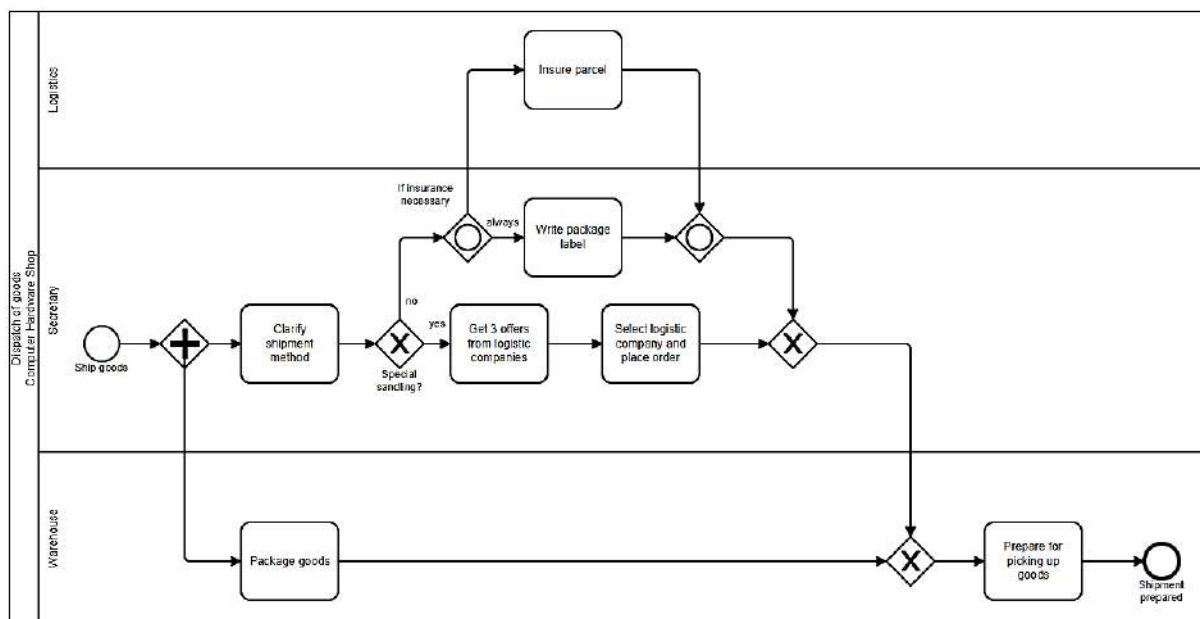 Dispatch of goods
Computer Hardware Shop
Logistics
Insure parcel
Secretary
If insurance
necessary
always
Write package
label
no
Ship goods
Clarify
shipment
method
yes
Special
sandling?
Get 3 offers
from logistic
companies
Select logistic
company and
place order
Warehouse
Package goods
Prepare for
picking up
goods
Shipment
prepared